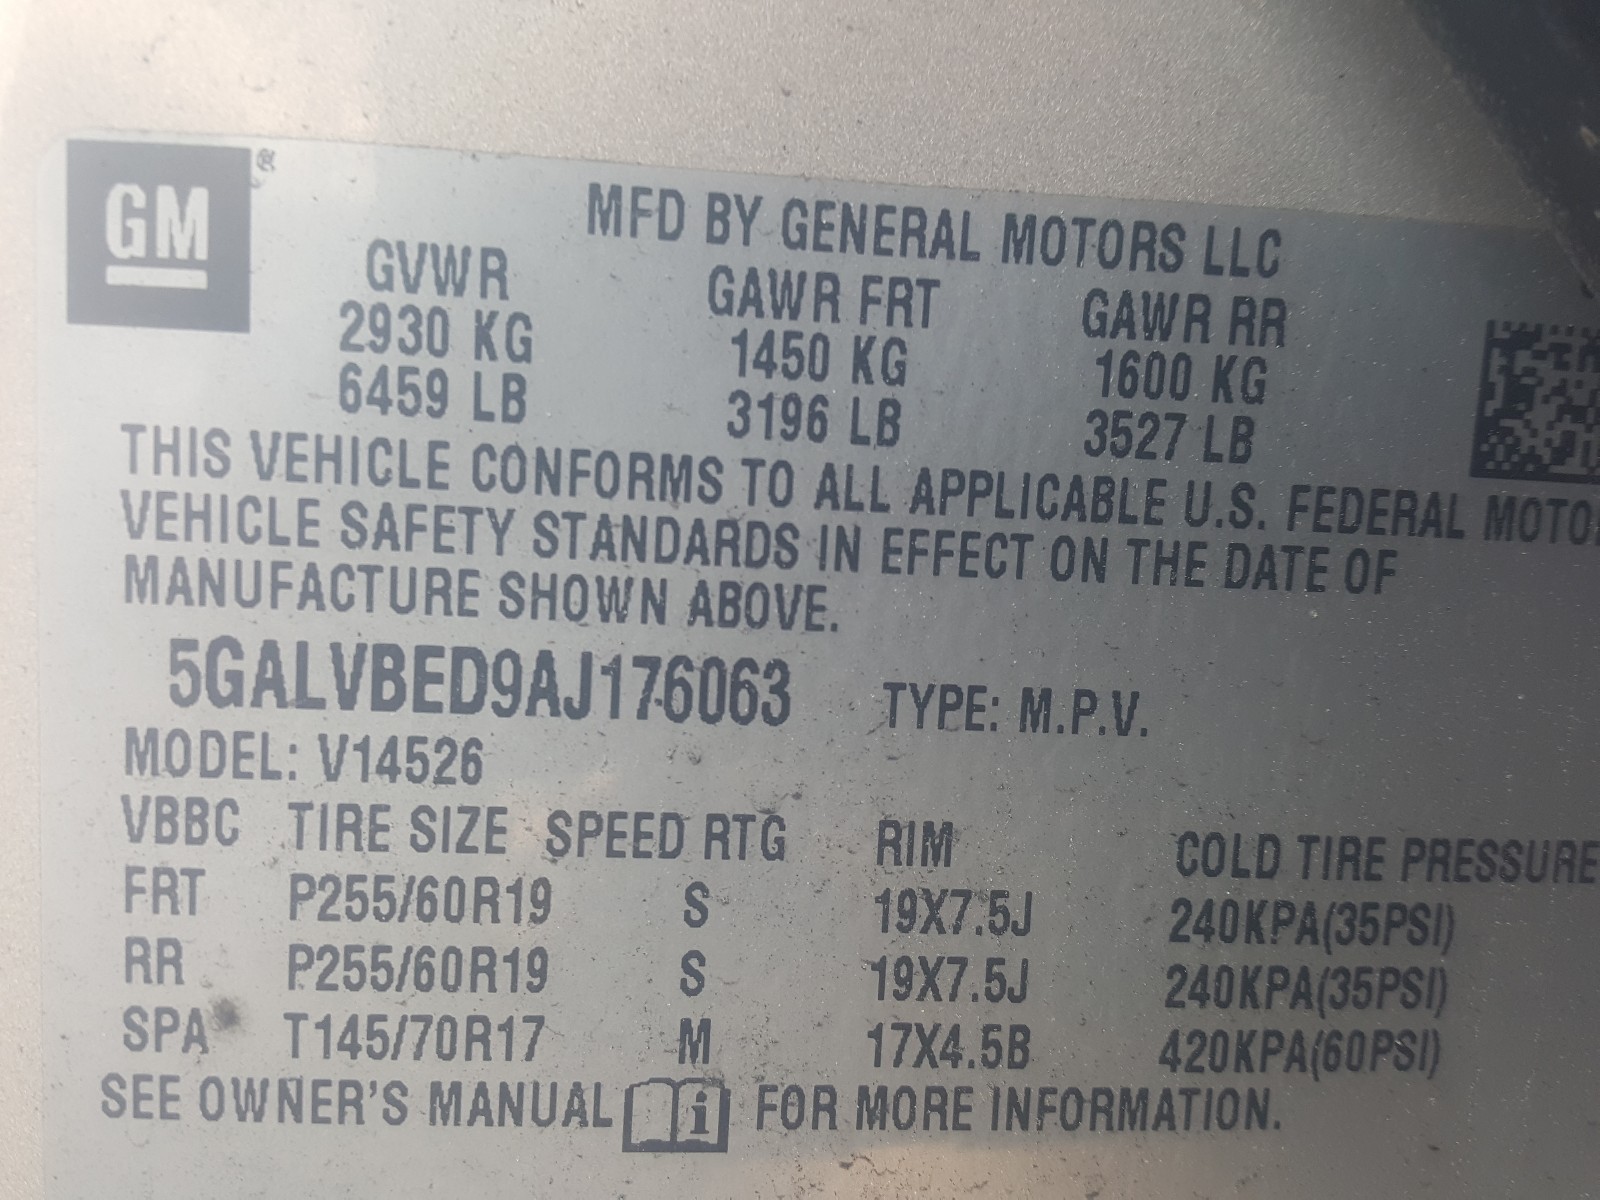 GM ®
MFD BY GENERAL MOTORS LLC
GVWR GAWR FRT GAWR RR
2930 KG 1450 KG 1600 KG
6459 LB 3196 LB 3527 LB
THIS VEHICLE CONFORMS TO ALL APPLICABLE U.S. FEDERAL MOTO
VEHICLE SAFETY STANDARDS IN EFFECT ON THE DATE OF
MANUFACTURE SHOWN ABOVE.
5GALVBED9AJ176063 TYPE: M.P.V.
MODEL: V14526
VBBC TIRE SIZE SPEED RTG RIM COLD TIRE PRESSURE
FRT P255/60R19 S 19X7.5J 240KPA(35PSI)
RR P255/60R19 S 19X7.5J 240KPA(35PSI)
SPA T145/70R17 M 17X4.5B 420KPA(60PSI)
SEE OWNER'S MANUAL i FOR MORE INFORMATION.